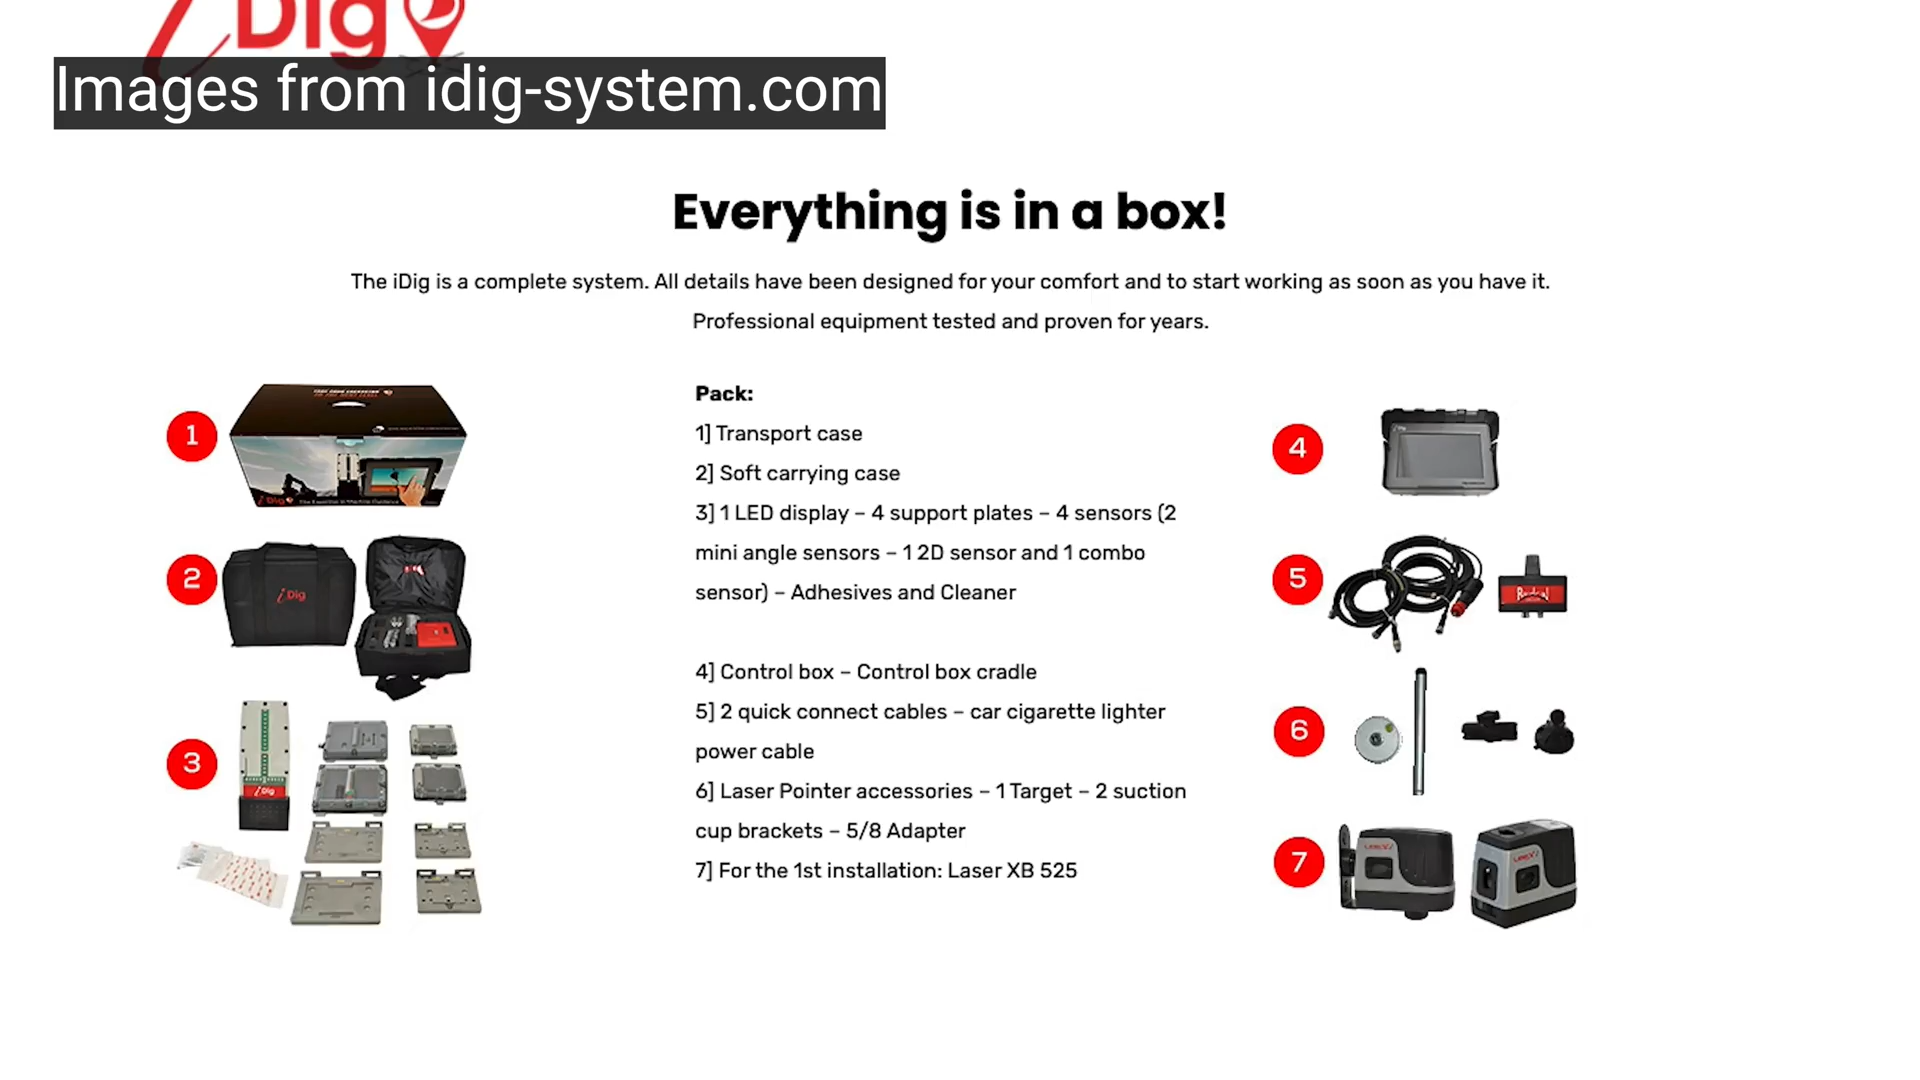 iDig
Images from idig-system.com
Everything is in a box!
The iDig is a complete system. All details have been designed for your comfort and to start working as soon as you have it.
Professional equipment tested and proven for years.
Pack:
1] Transport case
2] Soft carrying case
3] 1 LED display – 4 support plates – 4 sensors (2
mini angle sensors – 1 2D sensor and 1 combo
sensor) – Adhesives and Cleaner
4] Control box – Control box cradle
5] 2 quick connect cables – car cigarette lighter
power cable
6] Laser Pointer accessories – 1 Target – 2 suction
cup brackets – 5/8 Adapter
7] For the 1st installation: Laser XB 525
1
iDig
2
iDig
3
iDig
4
5
6
7